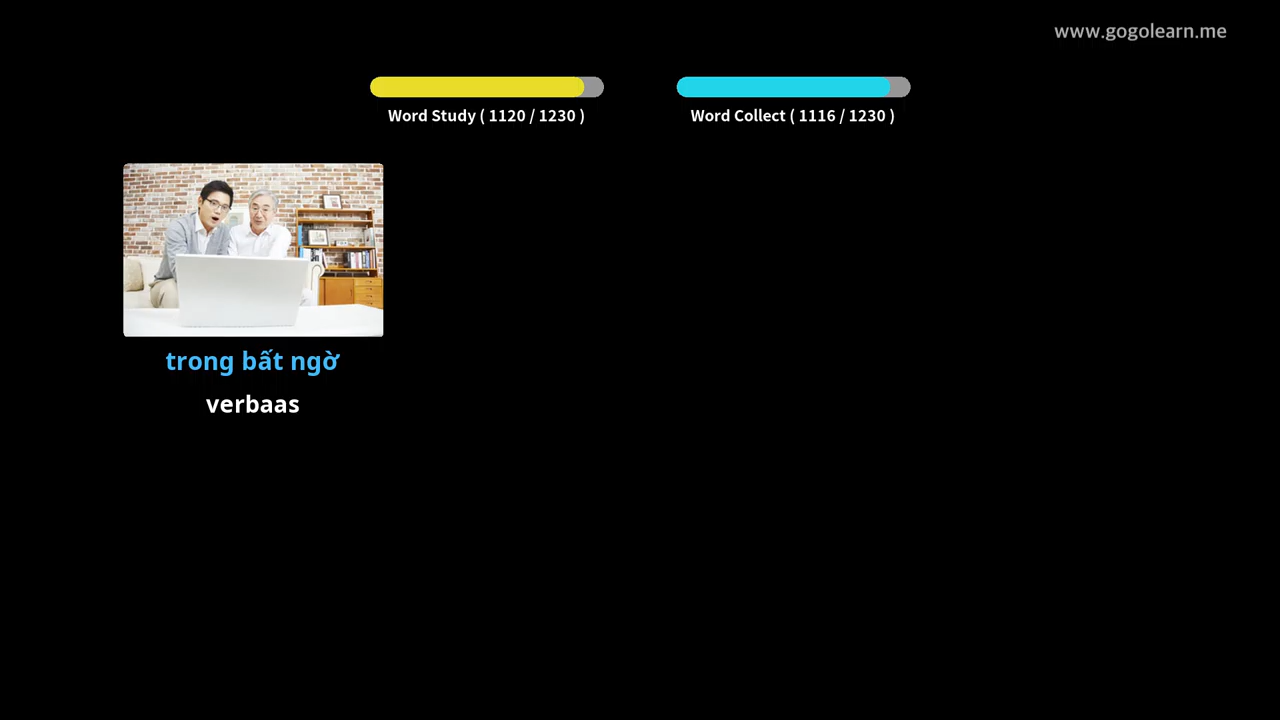 www.gogolearn.me
Word Study ( 1120 / 1230 )
Word Collect ( 1116 / 1230 )
trong bất ngờ
verbaas